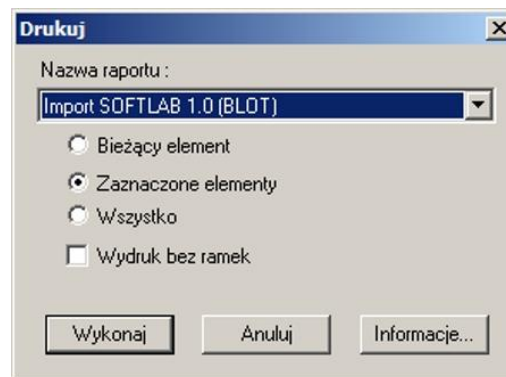 Drukuj
Nazwa raportu :
Import SOFTLAB 1.0 (BLOT)
Bieżący element
Zaznaczone elementy
Wszystko
Wydruk bez ramek
Wykonaj Anuluj Informacje...